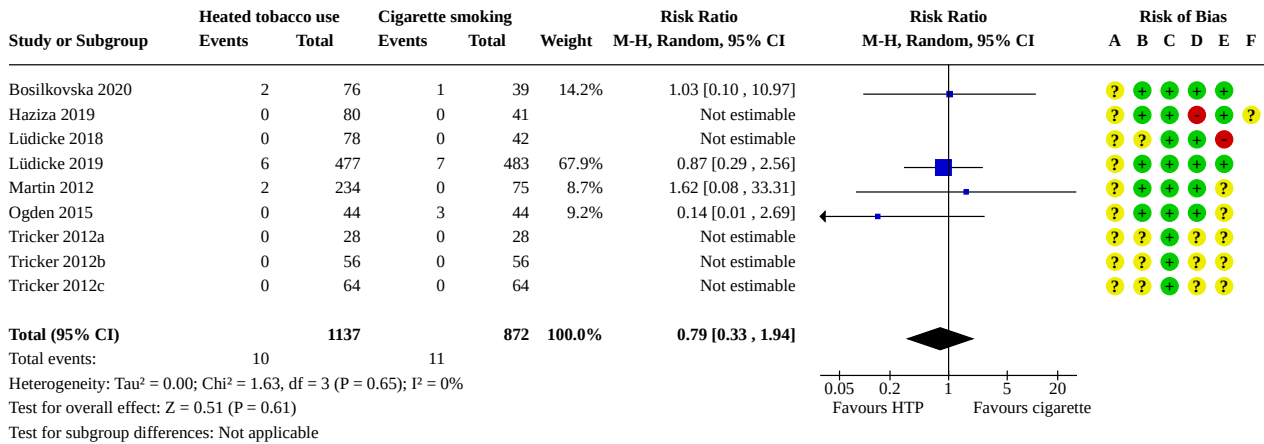 Heated tobacco use Cigarette smoking Risk Ratio Risk Ratio Risk of Bias
Study or Subgroup Events Total Events Total Weight M-H, Random, 95% CI M-H, Random, 95% CI A B C D E F
Bosilkovska 2020 2 76 1 39 14.2% 1.03 [0.10 , 10.97] ? + + + +
Haziza 2019 0 80 0 41 Not estimable ? + + - + ?
Lüdicke 2018 0 78 0 42 Not estimable ? ? + + -
Lüdicke 2019 6 477 7 483 67.9% 0.87 [0.29 , 2.56] ? + + + +
Martin 2012 2 234 0 75 8.7% 1.62 [0.08 , 33.31] ? + + + ?
Ogden 2015 0 44 3 44 9.2% 0.14 [0.01 , 2.69] ? + + + ?
Tricker 2012a 0 28 0 28 Not estimable ? ? + ? ?
Tricker 2012b 0 56 0 56 Not estimable ? ? + ? ?
Tricker 2012c 0 64 0 64 Not estimable ? ? + ? ?
Total (95% CI) 1137 872 100.0% 0.79 [0.33 , 1.94]
Total events: 10 11
Heterogeneity: Tau² = 0.00; Chi² = 1.63, df = 3 (P = 0.65); I² = 0%
0.05 0.2 1 5 20
Test for overall effect: Z = 0.51 (P = 0.61)
Favours HTP Favours cigarette
Test for subgroup differences: Not applicable